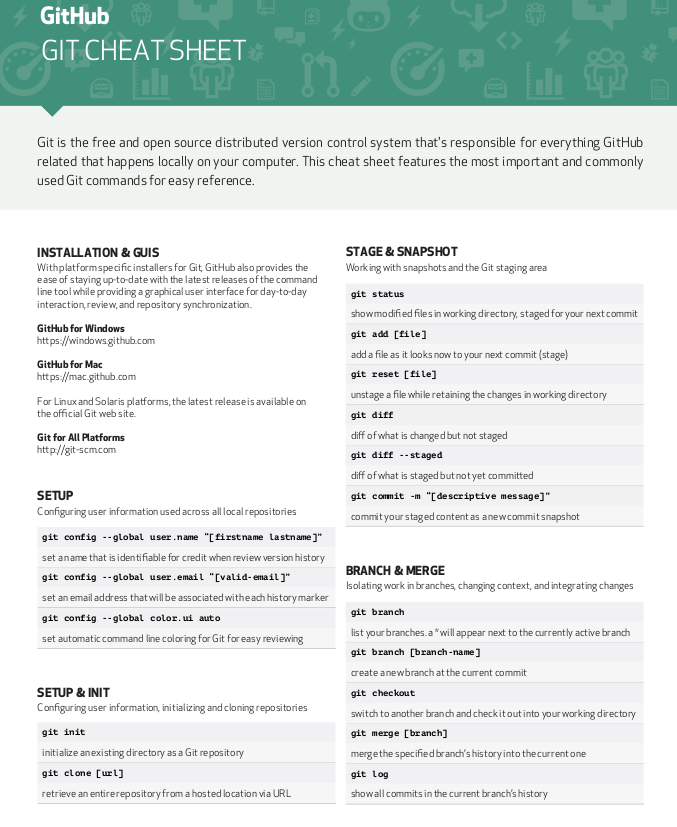 GitHub
GIT CHEAT SHEET
Git is the free and open source distributed version control system that's responsible for everything GitHub
related that happens locally on your computer. This cheat sheet features the most important and commonly
used Git commands for easy reference.
INSTALLATION & GUIS
With platform specific installers for Git, GitHub also provides the
ease of staying up-to-date with the latest releases of the command
line tool while providing a graphical user interface for day-to-day
interaction, review, and repository synchronization.
GitHub for Windows
https://windows.github.com
GitHub for Mac
https://mac.github.com
For Linux and Solaris platforms, the latest release is available on
the official Git web site.
Git for All Platforms
http://git-scm.com
SETUP
Configuring user information used across all local repositories
git config --global user.name "[firstname lastname]"
set a name that is identifiable for credit when review version history
git config --global user.email "[valid-email]"
set an email address that will be associated with each history marker
git config --global color.ui auto
set automatic command line coloring for Git for easy reviewing
SETUP & INIT
Configuring user information, initializing and cloning repositories
git init
initialize an existing directory as a Git repository
git clone [url]
retrieve an entire repository from a hosted location via URL
STAGE & SNAPSHOT
Working with snapshots and the Git staging area
git status
show modified files in working directory, staged for your next commit
git add [file]
add a file as it looks now to your next commit (stage)
git reset [file]
unstage a file while retaining the changes in working directory
git diff
diff of what is changed but not staged
git diff --staged
diff of what is staged but not yet committed
git commit -m "[descriptive message]"
commit your staged content as a new commit snapshot
BRANCH & MERGE
Isolating work in branches, changing context, and integrating changes
git branch
list your branches. a * will appear next to the currently active branch
git branch [branch-name]
create a new branch at the current commit
git checkout
switch to another branch and check it out into your working directory
git merge [branch]
merge the specified branch's history into the current one
git log
show all commits in the current branch's history